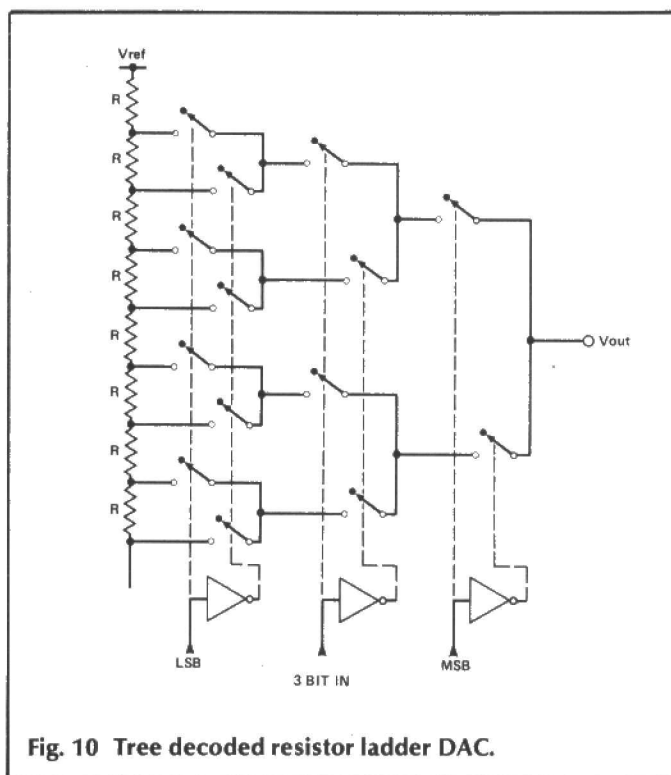 Vref
R
R
R
R
R
R
R
R
Vout
LSB
3 BIT IN
MSB
Fig. 10 Tree decoded resistor ladder DAC.